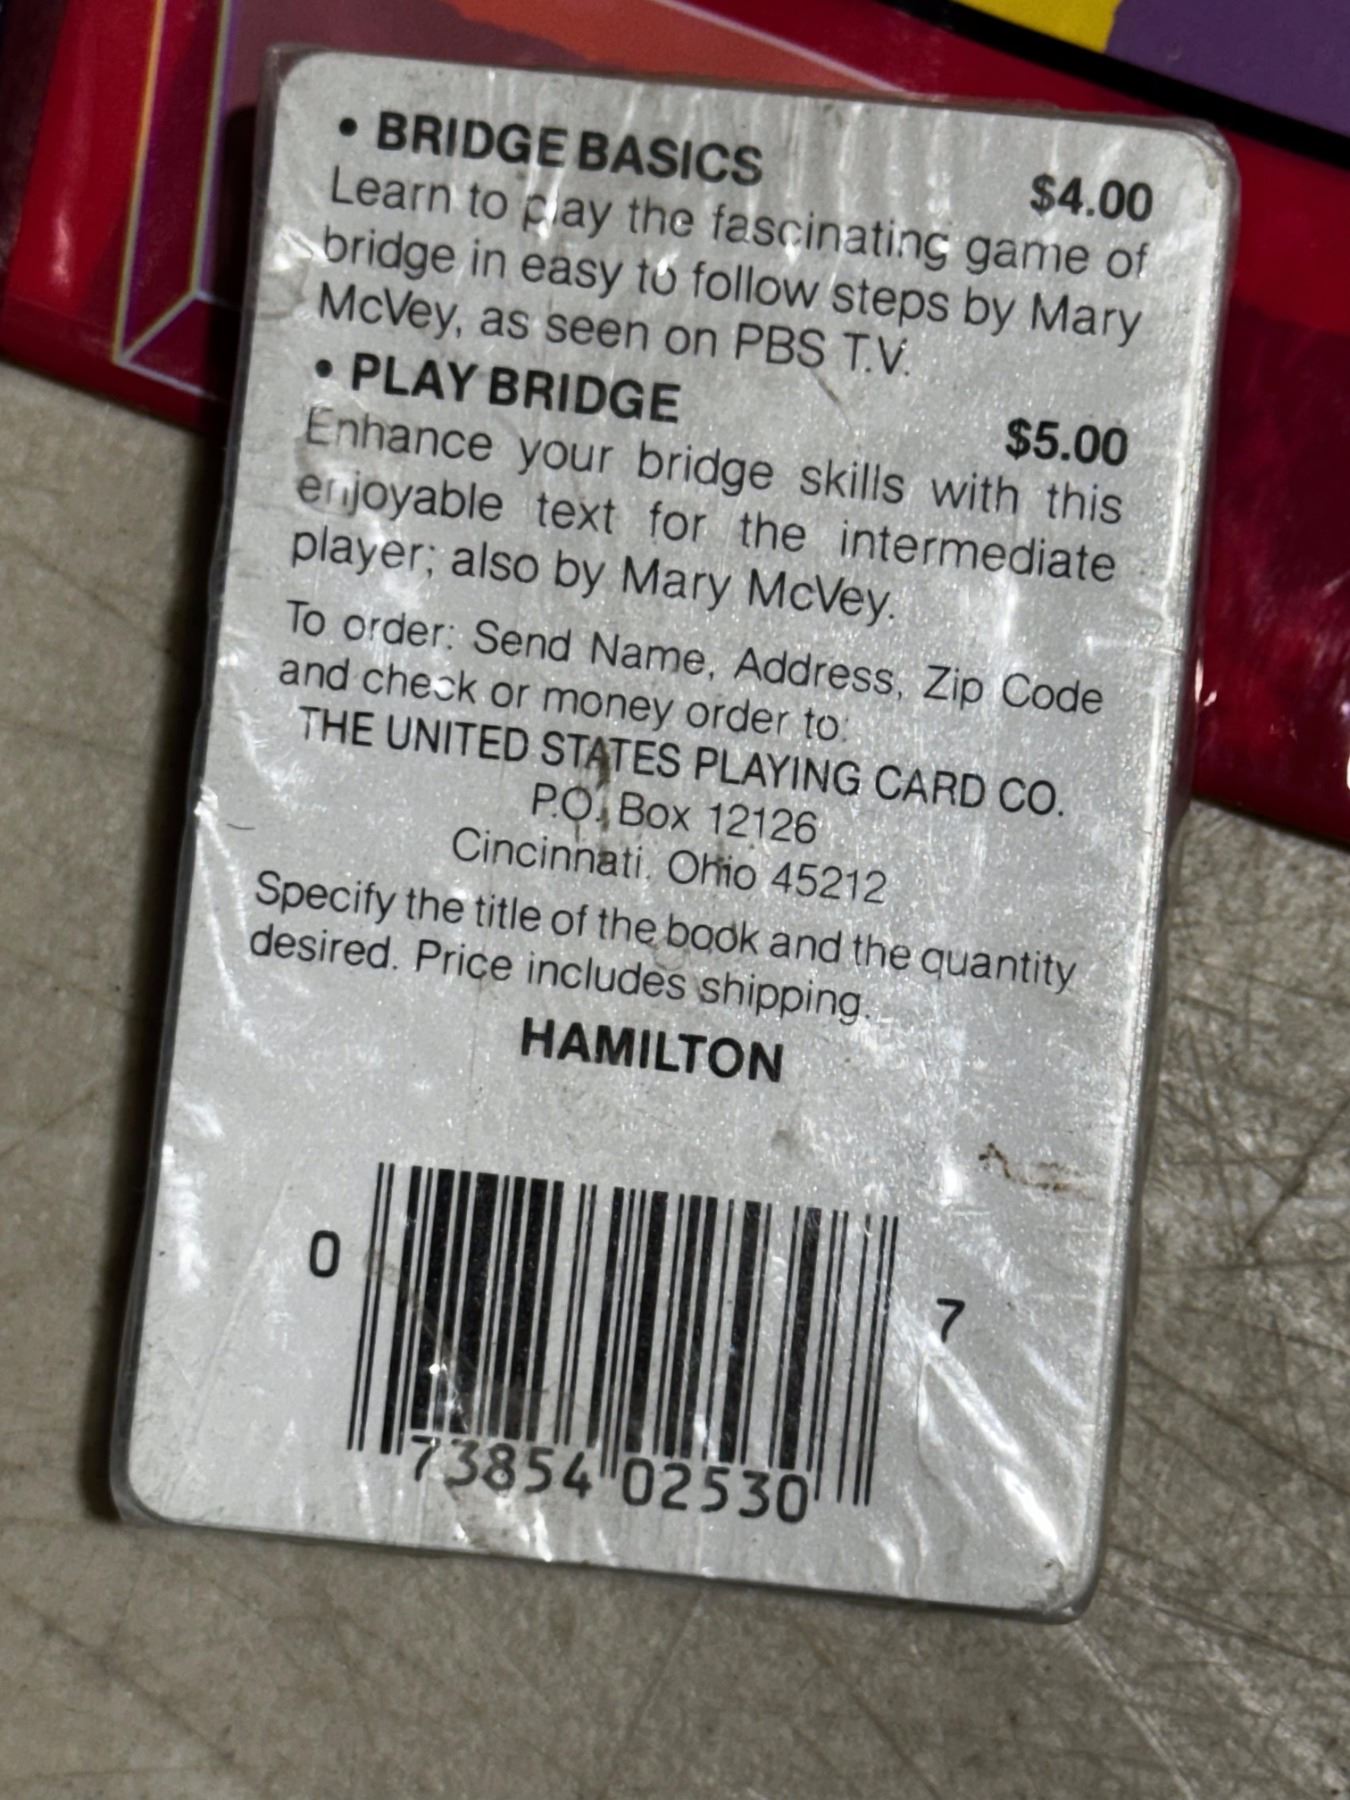 • BRIDGE BASICS $4.00
Learn to play the fascinating game of
bridge in easy to follow steps by Mary
McVey, as seen on PBS T.V.
• PLAY BRIDGE $5.00
Enhance your bridge skills with this
enjoyable text for the intermediate
player; also by Mary McVey.
To order: Send Name, Address, Zip Code
and check or money order to:
THE UNITED STATES PLAYING CARD CO.
P.O. Box 12126
Cincinnati, Ohio 45212
Specify the title of the book and the quantity
desired. Price includes shipping.
HAMILTON
0 73854 02530 7